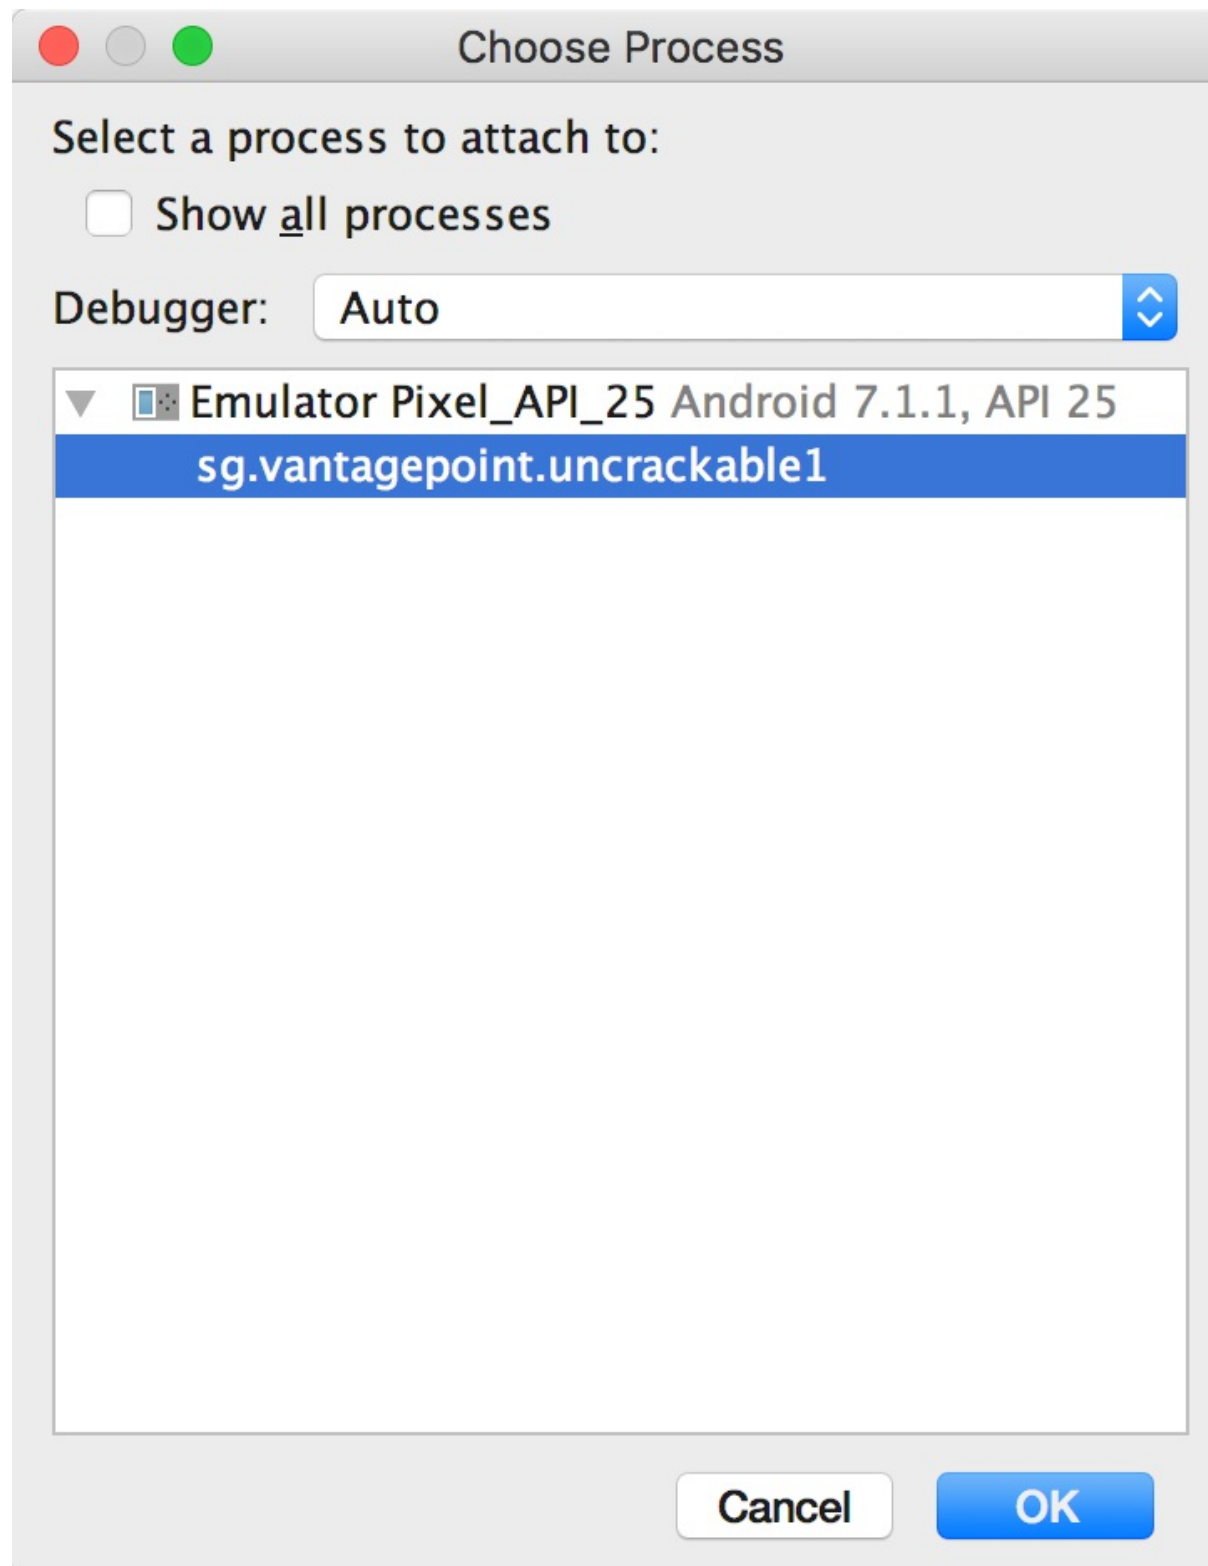 Choose Process
Select a process to attach to:
Show all processes
Debugger: Auto
Emulator Pixel_API_25 Android 7.1.1, API 25
sg.vantagepoint.uncrackable1
Cancel OK